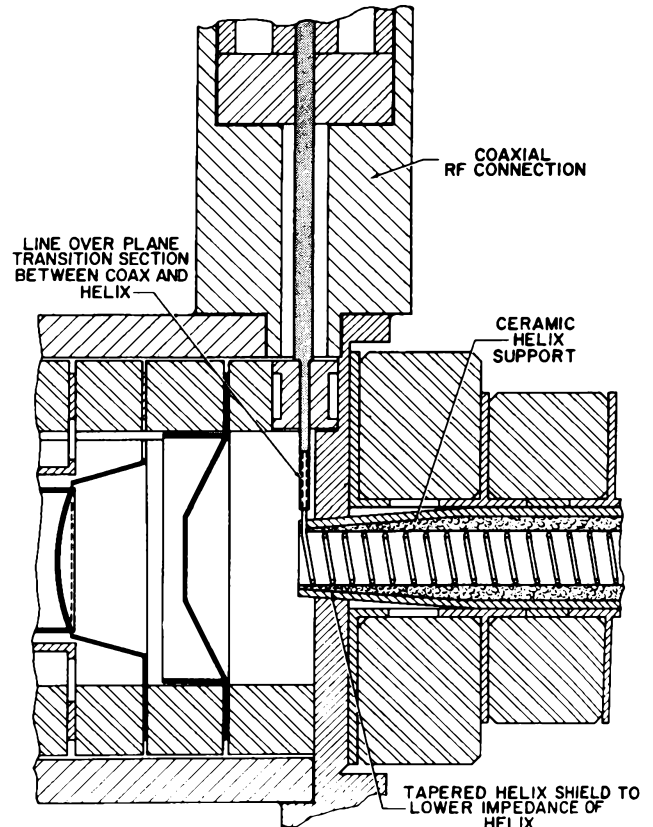 COAXIAL
RF CONNECTION
LINE OVER PLANE
TRANSITION SECTION
BETWEEN COAX AND
HELIX
CERAMIC
HELIX
SUPPORT
TAPERED HELIX SHIELD TO
LOWER IMPEDANCE OF
HELIX